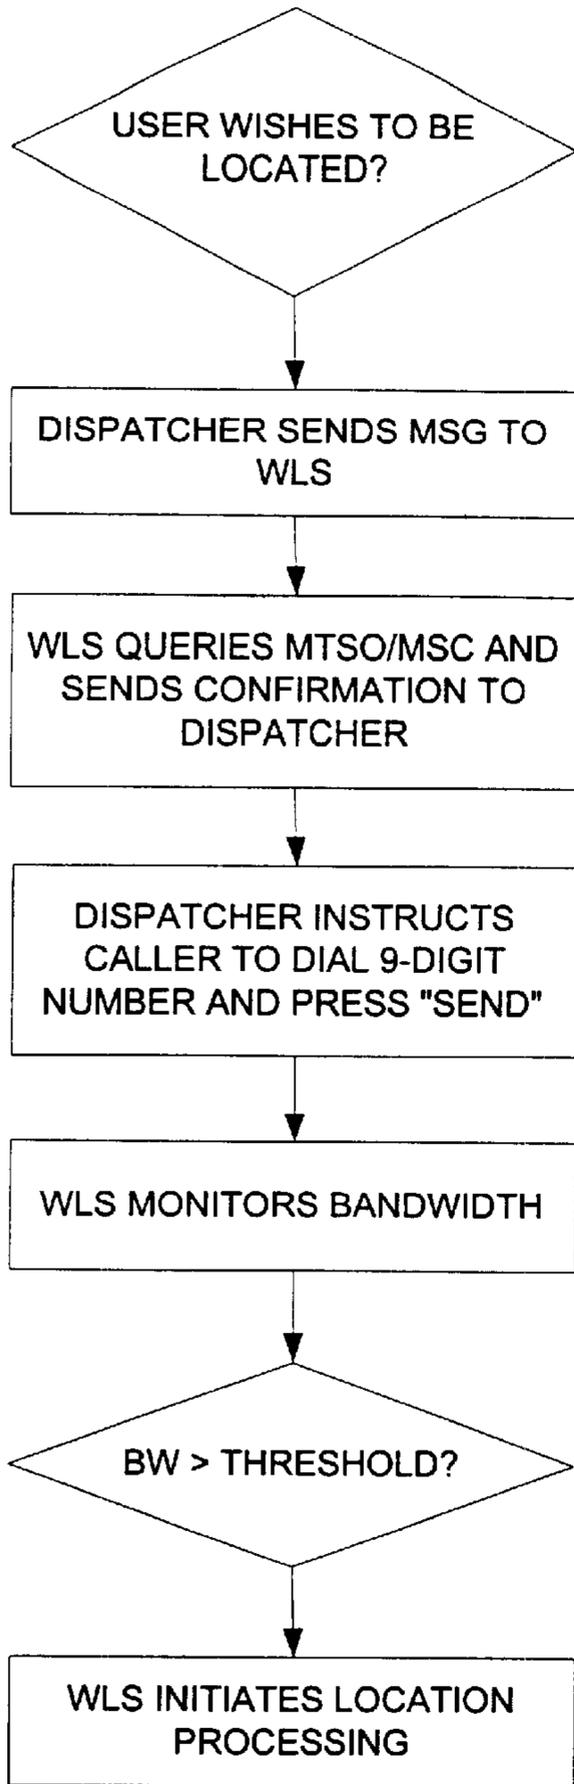 USER WISHES TO BE
LOCATED?
DISPATCHER SENDS MSG TO
WLS
WLS QUERIES MTSO/MSC AND
SENDS CONFIRMATION TO
DISPATCHER
DISPATCHER INSTRUCTS
CALLER TO DIAL 9-DIGIT
NUMBER AND PRESS "SEND"
WLS MONITORS BANDWIDTH
BW > THRESHOLD?
WLS INITIATES LOCATION
PROCESSING